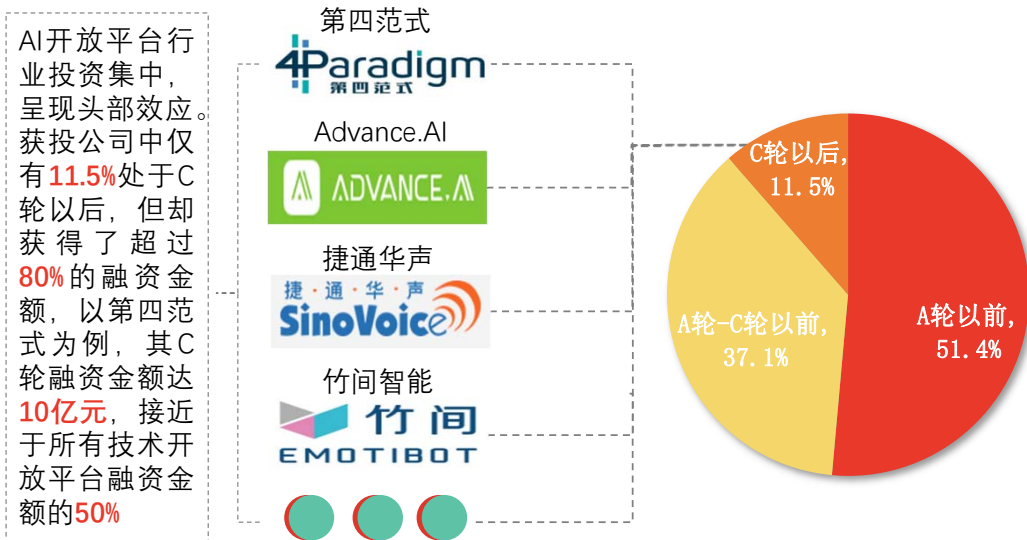 AI开放平台行
业投资集中，
呈现头部效应。
获投公司中仅
有11.5%处于C
轮以后，但却
获得了超过
80%的融资金
额，以第四范
式为例，其C
轮融资金额达
10亿元，接近
于所有技术开
放平台融资金
额的50%
第四范式
4Paradigm
第四范式
Advance.AI
ADVANCE.AI
捷通华声
捷·通·华·声
SinoVoice
竹间智能
竹间
EMOTIBOT
C轮以后,
11.5%
A轮-C轮以前,
37.1%
A轮以前,
51.4%